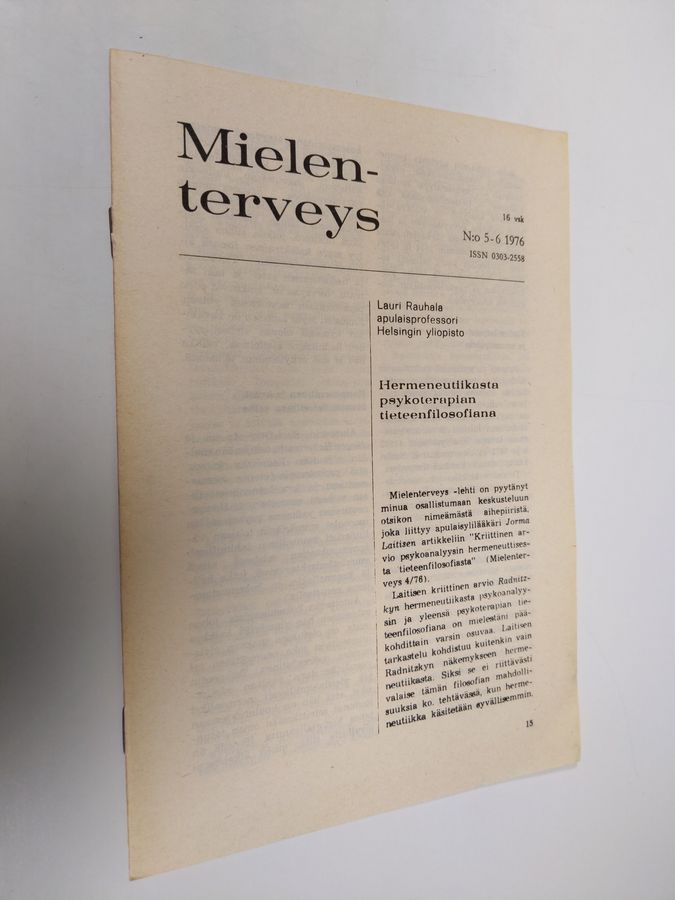 Mielen-
terveys
16 vsk
N:o 5-6 1976
ISSN 0303-2558
Lauri Rauhala
apulaisprofessori
Helsingin yliopisto
Hermeneutiikasta
psykoterapian
tieteenfilosofiana
Mielenterveys -lehti on pyytänyt
minua osallistumaan keskusteluun
otsikon nimeämästä aihepiiristä,
joka liittyy apulaisylilääkäri Jorma
Laitisen artikkeliin "Kriittinen ar-
vio psykoanalyysin hermeneuttises-
ta tieteenfilosofiasta" (Mielenter-
veys 4/76).
Laitisen kriittinen arvio Radnitz-
kyn hermeneutiikasta psykoanalyy-
sin ja yleensä psykoterapian tie-
teenfilosofiana on mielestäni pää-
kohdittain varsin osuvaa. Laitisen
tarkastelu kohdistuu kuitenkin vain
Radnitzkyn näkemykseen herme-
neutiikasta. Siksi se ei riittävästi
valaise tämän filosofian mahdolli-
suuksia ko. tehtävässä, kun herme-
neutiikka käsitetään syvällisemmin.
15